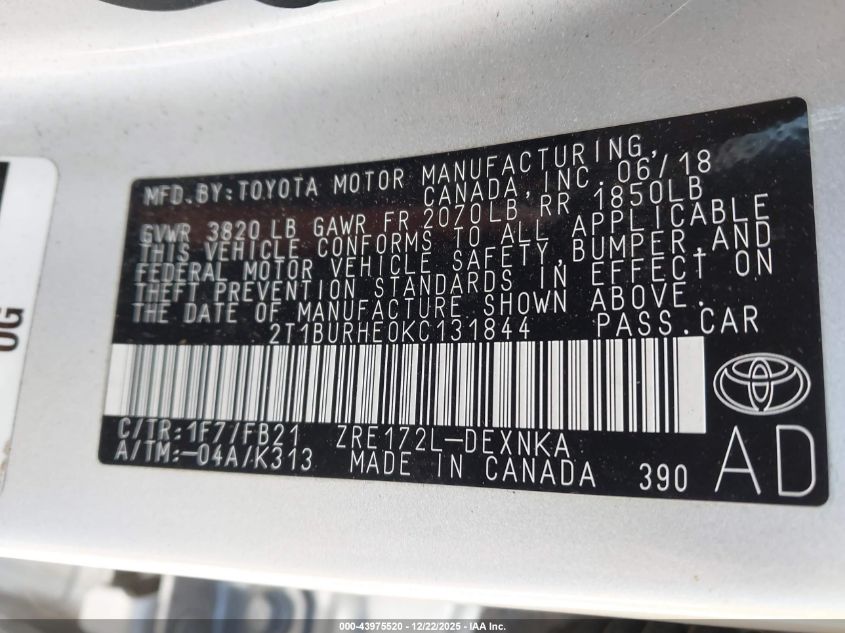 MFD.BY:TOYOTA MOTOR MANUFACTURING,
CANADA,INC. 06/18
GVWR 3820LB GAWR FR 2070LB RR 1850LB
THIS VEHICLE CONFORMS TO ALL APPLICABLE
FEDERAL MOTOR VEHICLE SAFETY,BUMPER,AND
THEFT PREVENTION STANDARDS IN EFFECT ON
THE DATE OF MANUFACTURE SHOWN ABOVE.
2T1BURHE0KC131844 PASS.CAR
C/TR:1F7/FB21 ZRE172L-DEXNKA
A/TM:-04A/K313 MADE IN CANADA 390
AD
OG
000-43975520 - 12/22/2025 - IAA Inc.